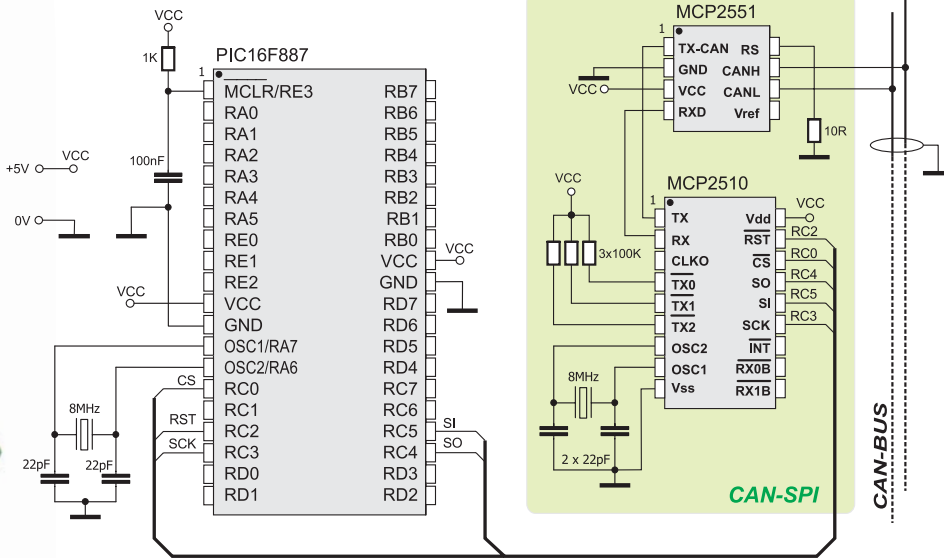 VCC
1K
PIC16F887
1
MCLR/RE3
RA0
RA1
RA2
RA3
RA4
RA5
RE0
RE1
RE2
VCC
GND
OSC1/RA7
OSC2/RA6
RC0
RC1
RC2
RC3
RD0
RD1
RB7
RB6
RB5
RB4
RB3
RB2
RB1
RB0
VCC
GND
RD7
RD6
RD5
RD4
RC7
RC6
RC5
RC4
RD3
RD2
+5V
VCC
0V
100nF
VCC
VCC
CS
RST
SCK
SI
SO
8MHz
22pF
22pF
MCP2551
1
TX-CAN
GND
VCC
RXD
RS
CANH
CANL
Vref
VCC
10R
VCC
3x100K
MCP2510
1
TX
RX
CLKO
TX0
TX1
TX2
OSC2
OSC1
Vss
Vdd
RST
CS
SO
SI
SCK
INT
RX0B
RX1B
VCC
RC2
RC0
RC4
RC5
RC3
8MHz
2 x 22pF
CAN-SPI
CAN-BUS